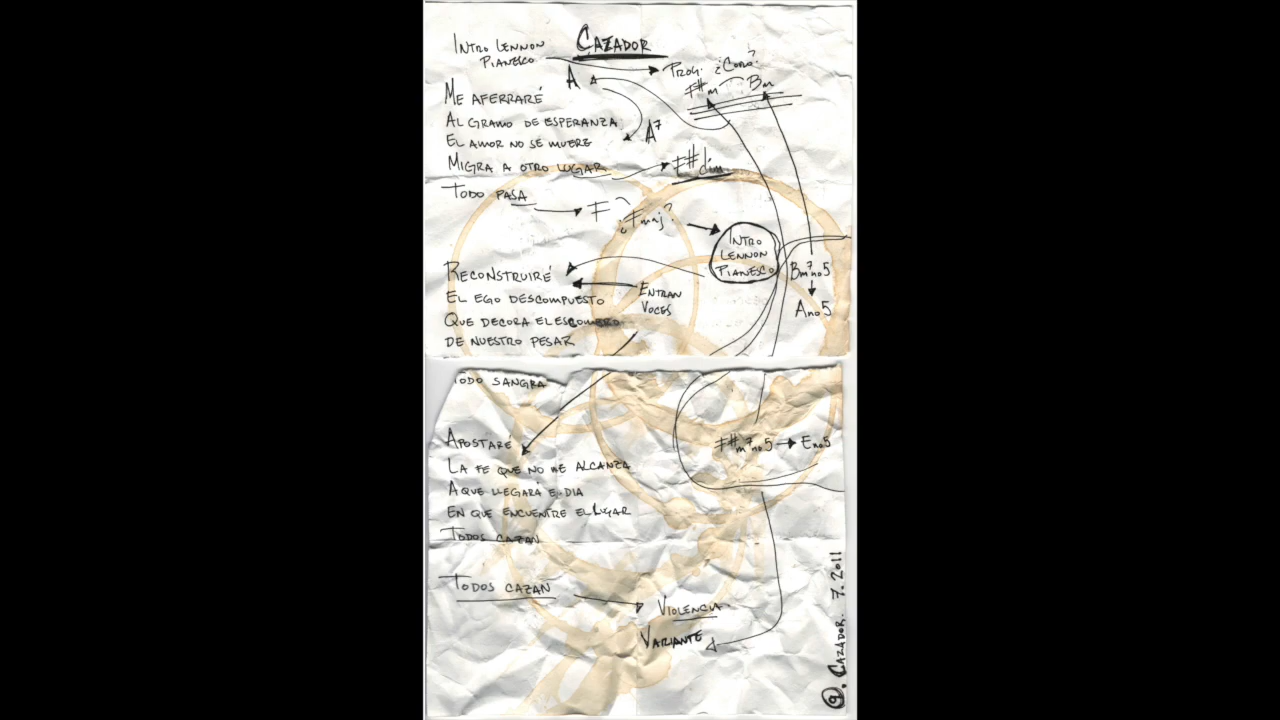 CAZADOR
INTRO LENNON
PIANESCO
PROG. ¿CORO?
F#m Bm
A
ME AFERRARÉ
AL GRAMO DE ESPERANZA
A7
EL AMOR NO SE MUERE
MIGRA A OTRO LUGAR
F#dim
TODO PASA
F
¿Fmaj?
INTRO
LENNON
PIANESCO
Bm7no5
Ano5
RECONSTRUIRÉ
EL EGO DESCOMPUESTO
QUE DECORA EL ESCOMBRO
DE NUESTRO PESAR
ENTRAN
VOCES
TODO SANGRA
APOSTARÉ
F#m7no5
Eno5
LA FE QUE NO ME ALCANZA
A QUE LLEGARÁ E DIA
EN QUE ENCUENTRE EL LUGAR
TODOS CAZAN
TODOS CAZAN
VIOLENCIA
VARIANTE
@. CAZADOR. 7. 2011